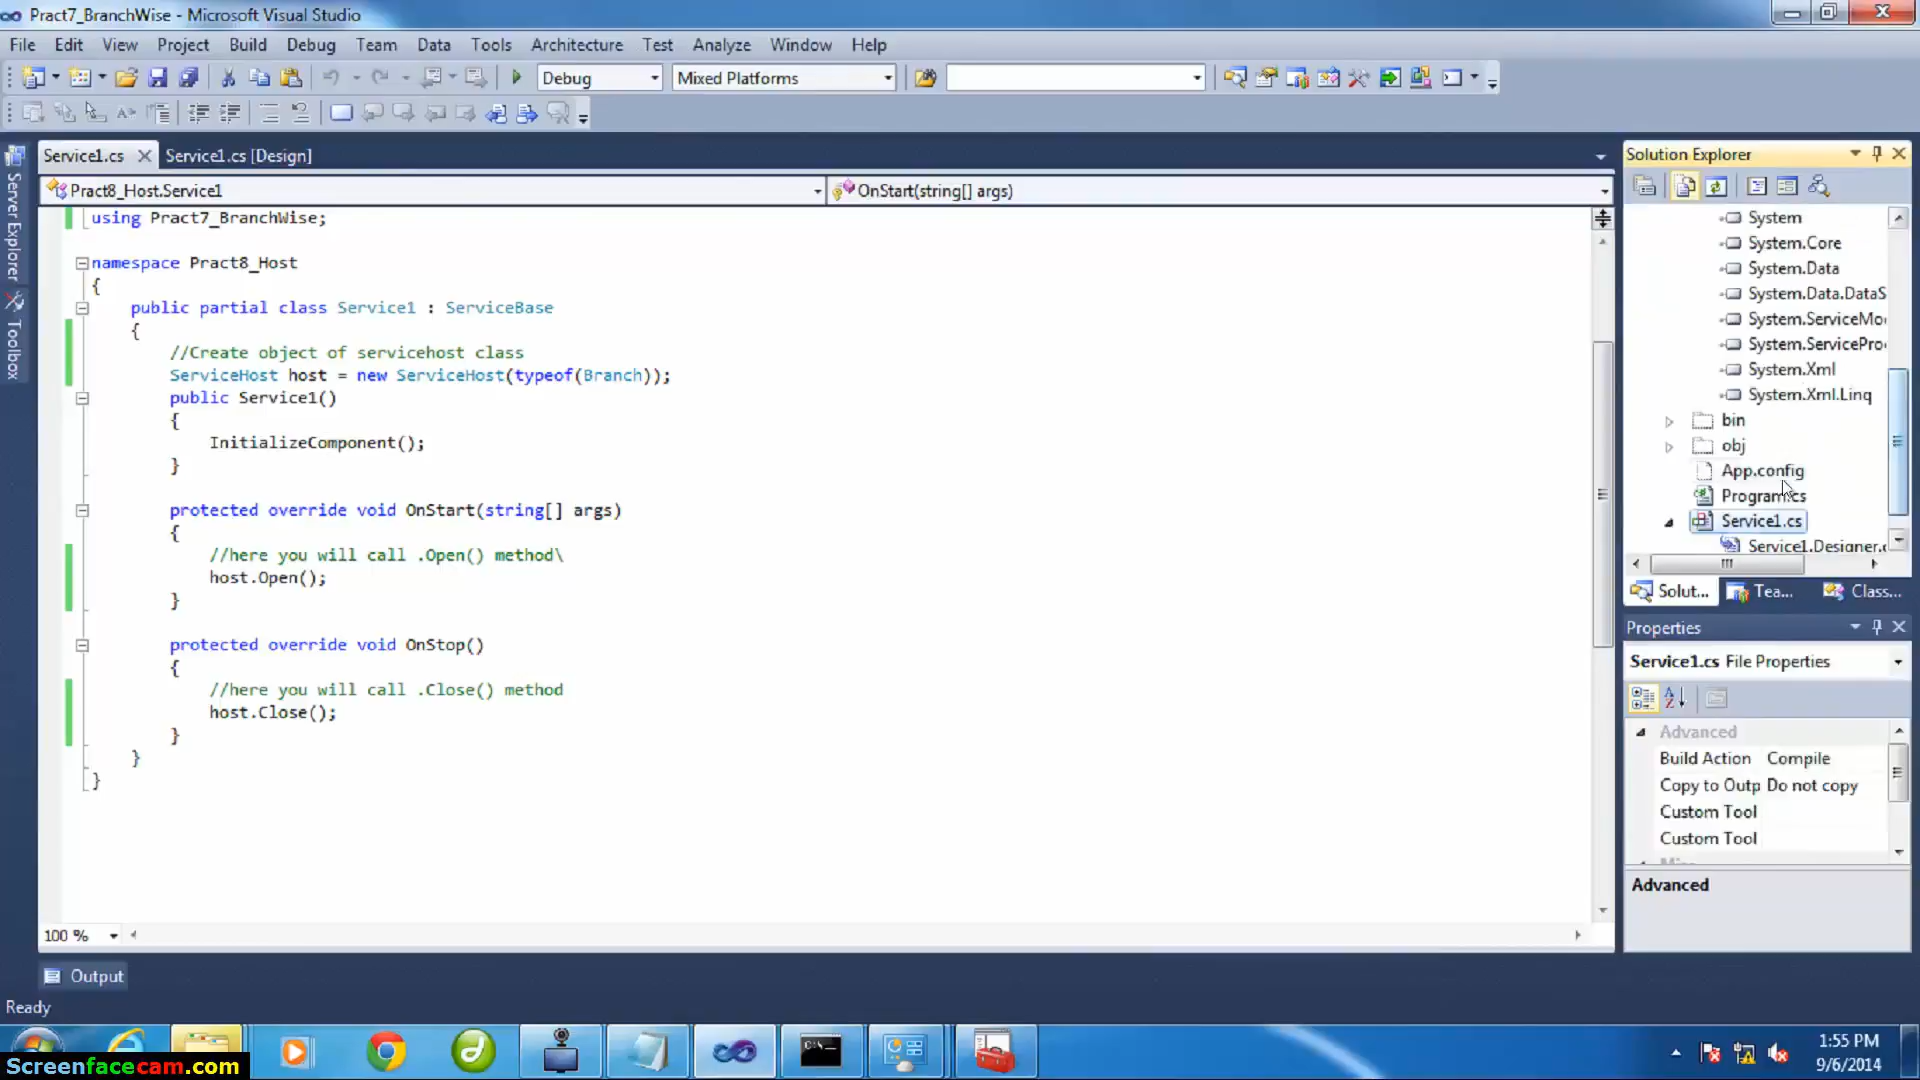 Pract7_BranchWise - Microsoft Visual Studio
File Edit View Project Build Debug Team Data Tools Architecture Test Analyze Window Help
Debug Mixed Platforms
Service1.cs Service1.cs [Design]
Pract8_Host.Service1 OnStart(string[] args)
using Pract7_BranchWise;
namespace Pract8_Host
{
public partial class Service1 : ServiceBase
{
//Create object of servicehost class
ServiceHost host = new ServiceHost(typeof(Branch));
public Service1()
{
InitializeComponent();
}
protected override void OnStart(string[] args)
{
//here you will call .Open() method\
host.Open();
}
protected override void OnStop()
{
//here you will call .Close() method
host.Close();
}
}
}
100 %
Server Explorer
Toolbox
Solution Explorer
System
System.Core
System.Data
System.Data.DataS
System.ServiceMo
System.ServicePro
System.Xml
System.Xml.Linq
bin
obj
App.config
Program.cs
Service1.cs
Service1.Designer.c
Solut... Tea... Class...
Properties
Service1.cs File Properties
Advanced
Build Action Compile
Copy to Outp Do not copy
Custom Tool
Custom Tool
Advanced
Output
Ready
Screenfacecam.com
1:55 PM
9/6/2014